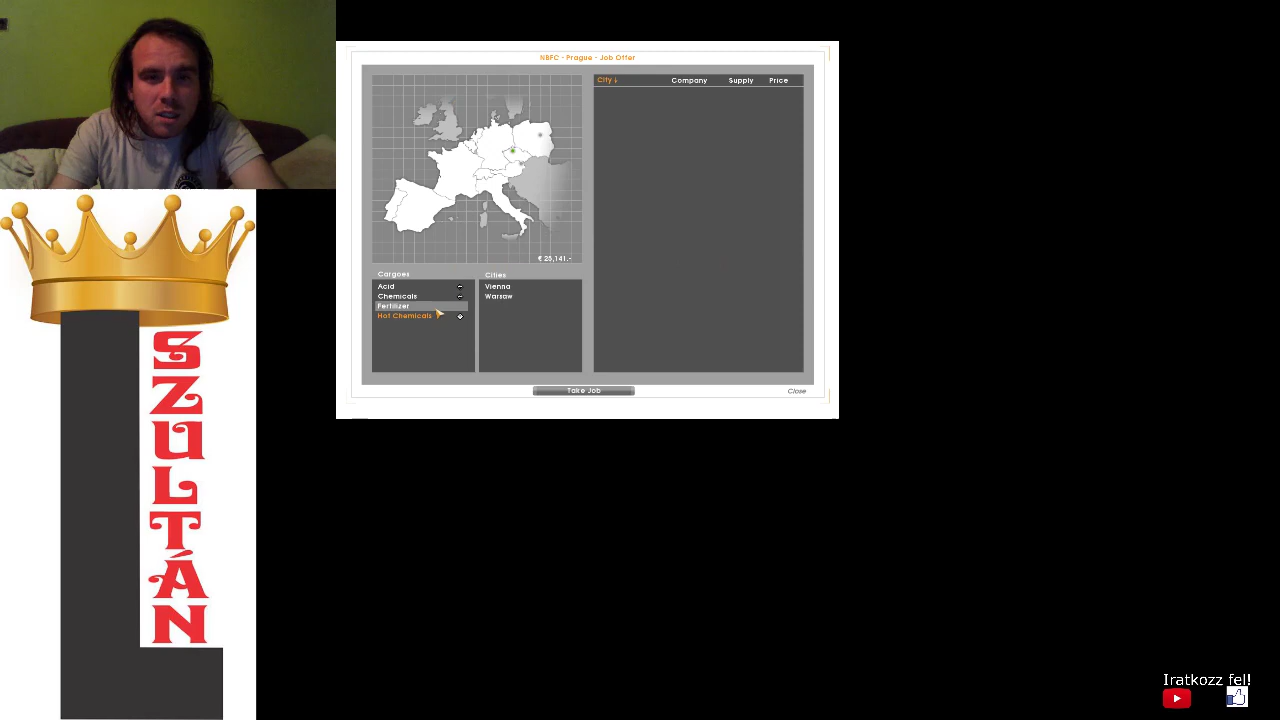 NBFC - Prague - Job Offer
City Company Supply Price
€ 25,141,-
Cargoes
Acid
Chemicals
Fertilizer
Hot Chemicals
Cities
Vienna
Warsaw
Take Job
Close
L
SZULTÁN
Iratkozz fel!